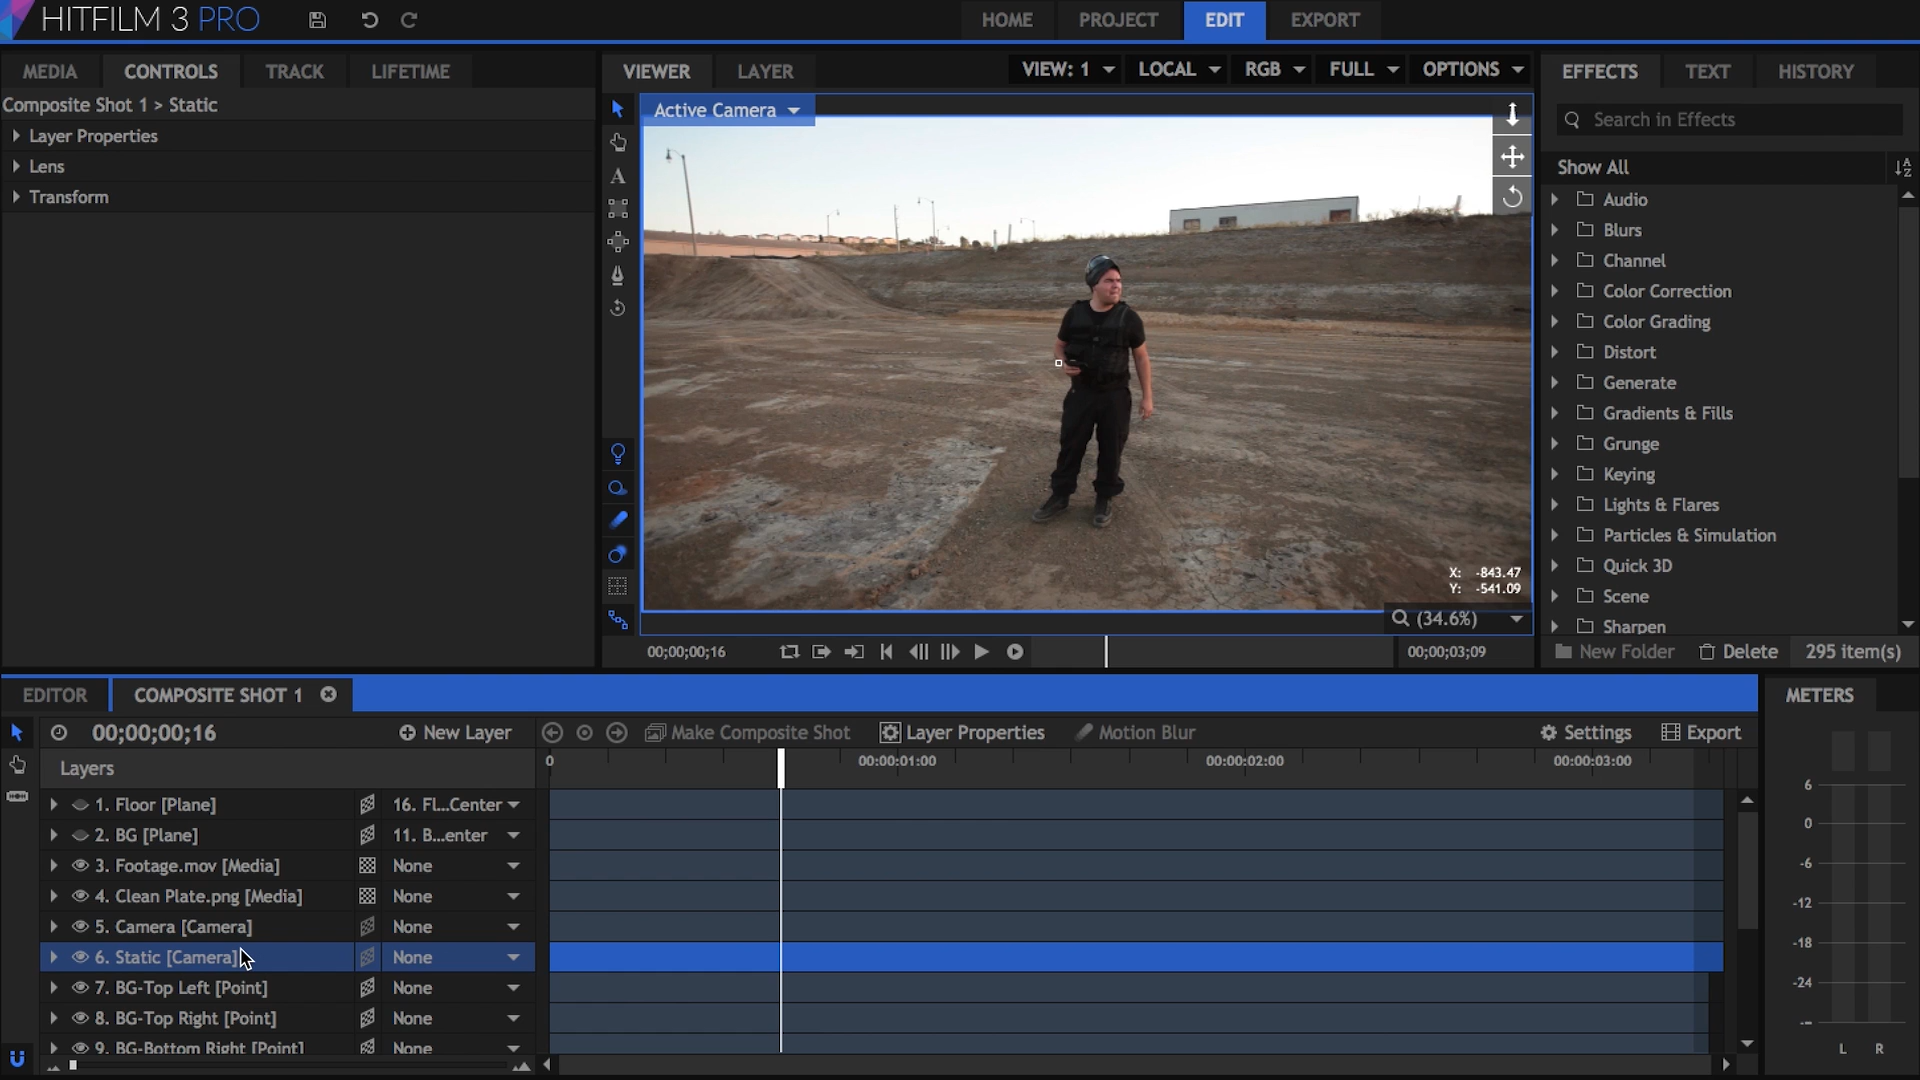 HITFILM 3 PRO
HOME PROJECT EDIT EXPORT
MEDIA CONTROLS TRACK LIFETIME
Composite Shot 1 > Static
Layer Properties
Lens
Transform
VIEWER LAYER VIEW: 1 LOCAL RGB FULL OPTIONS
Active Camera
A
X: -843.47
Y: -541.09
(34.6%)
00;00;00;16
00;00;03;09
EFFECTS TEXT HISTORY
Search in Effects
Show All
Audio
Blurs
Channel
Color Correction
Color Grading
Distort
Generate
Gradients & Fills
Grunge
Keying
Lights & Flares
Particles & Simulation
Quick 3D
Scene
Sharpen
New Folder Delete 295 item(s)
EDITOR COMPOSITE SHOT 1
00;00;00;16 New Layer Make Composite Shot Layer Properties Motion Blur Settings Export
Layers
0 00:00:01:00 00:00:02:00 00:00:03:00
1. Floor [Plane] 16. Fl...Center
2. BG [Plane] 11. B...enter
3. Footage.mov [Media] None
4. Clean Plate.png [Media] None
5. Camera [Camera] None
6. Static [Camera] None
7. BG-Top Left [Point] None
8. BG-Top Right [Point] None
9. BG-Bottom Right [Point] None
METERS
6
0
-6
-12
-18
-24
-∞
L R